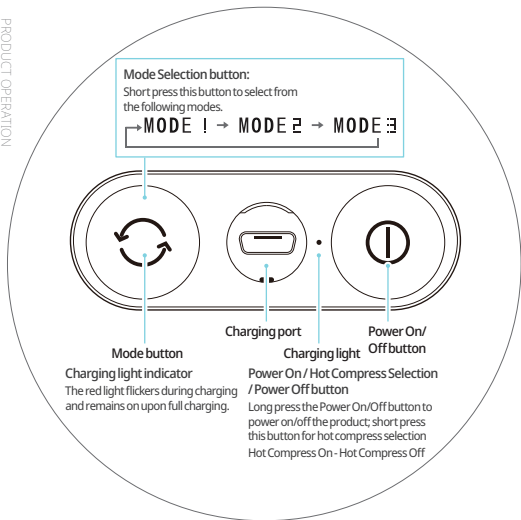 PRODUCT OPERATION
Mode Selection button:
Short press this button to select from
the following modes.
MODE 1 → MODE 2 → MODE 3
Charging port
Power On/
Off button
Mode button
Charging light
Charging light indicator
The red light flickers during charging
and remains on upon full charging.
Power On / Hot Compress Selection
/ Power Off button
Long press the Power On/Off button to
power on/off the product; short press
this button for hot compress selection
Hot Compress On - Hot Compress Off